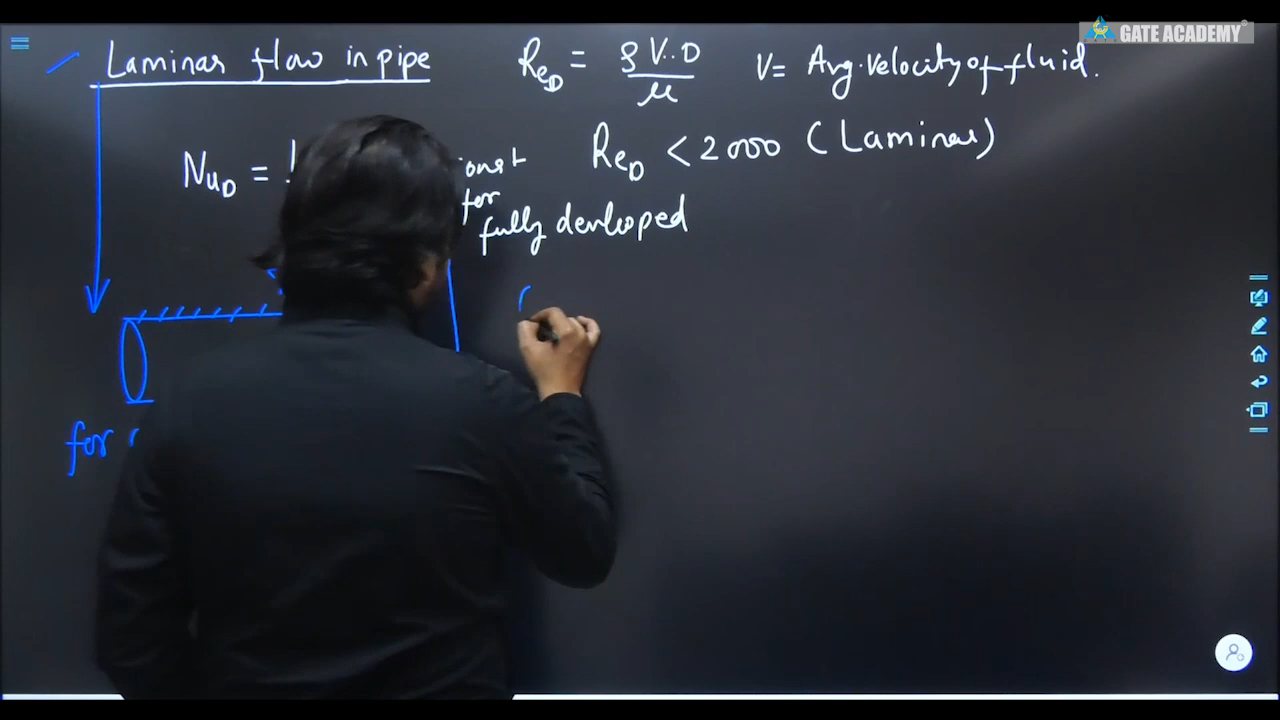 Laminar flow in pipe
Re_D = ρ V·D / μ
V = Avg. velocity of fluid.
GATE ACADEMY
Nu_D =
const
for
fully developed
Re_D < 2000 (Laminar)
for